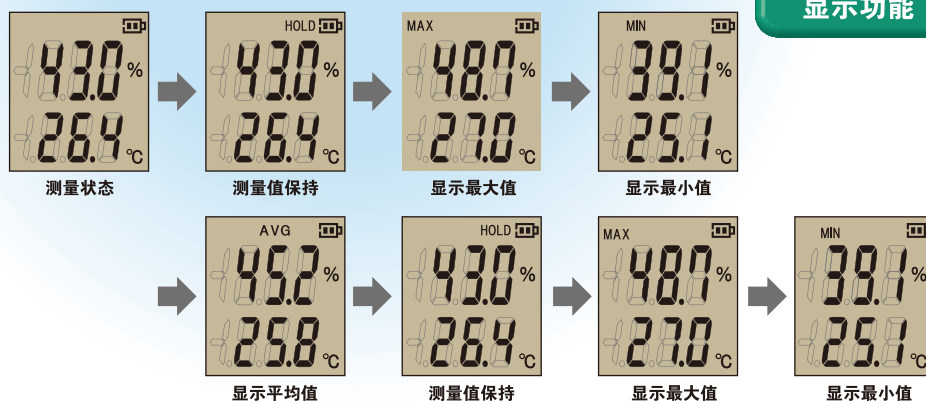 显示功能
HOLD
MAX
MIN
43.0 %
43.0 %
48.7 %
39.1 %
26.4 ℃
26.4 ℃
27.0 ℃
25.1 ℃
测量状态
测量值保持
显示最大值
显示最小值
AVG
HOLD
MAX
MIN
45.2 %
43.0 %
48.7 %
39.1 %
25.8 ℃
26.4 ℃
27.0 ℃
25.1 ℃
显示平均值
测量值保持
显示最大值
显示最小值